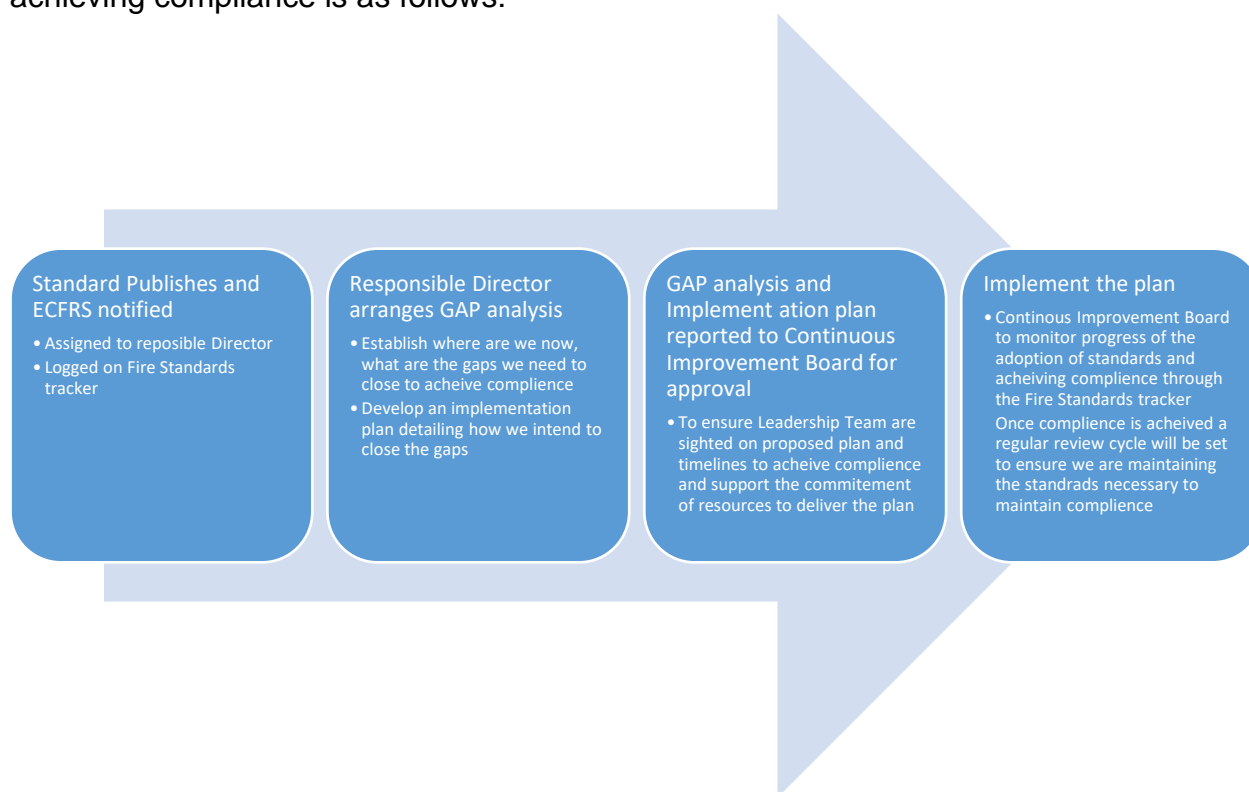 achieving compliance is as follows:
Standard Publishes and
ECFRS notified
• Assigned to reposible Director
• Logged on Fire Standards
tracker
Responsible Director
arranges GAP analysis
• Establish where are we now,
what are the gaps we need to
close to acheive complience
• Develop an implementation
plan detailing how we intend to
close the gaps
GAP analysis and
Implement ation plan
reported to Continuous
Improvement Board for
approval
• To ensure Leadership Team are
sighted on proposed plan and
timelines to acheive complience
and support the commitement
of resources to deliver the plan
Implement the plan
• Continous Improvement Board
to monitor progress of the
adoption of standards and
acheiving compliance through
the Fire Standards tracker
Once compliance is acheived a
regular review cycle will be set
to ensure we are maintaining
the standrads necessary to
maintain complience